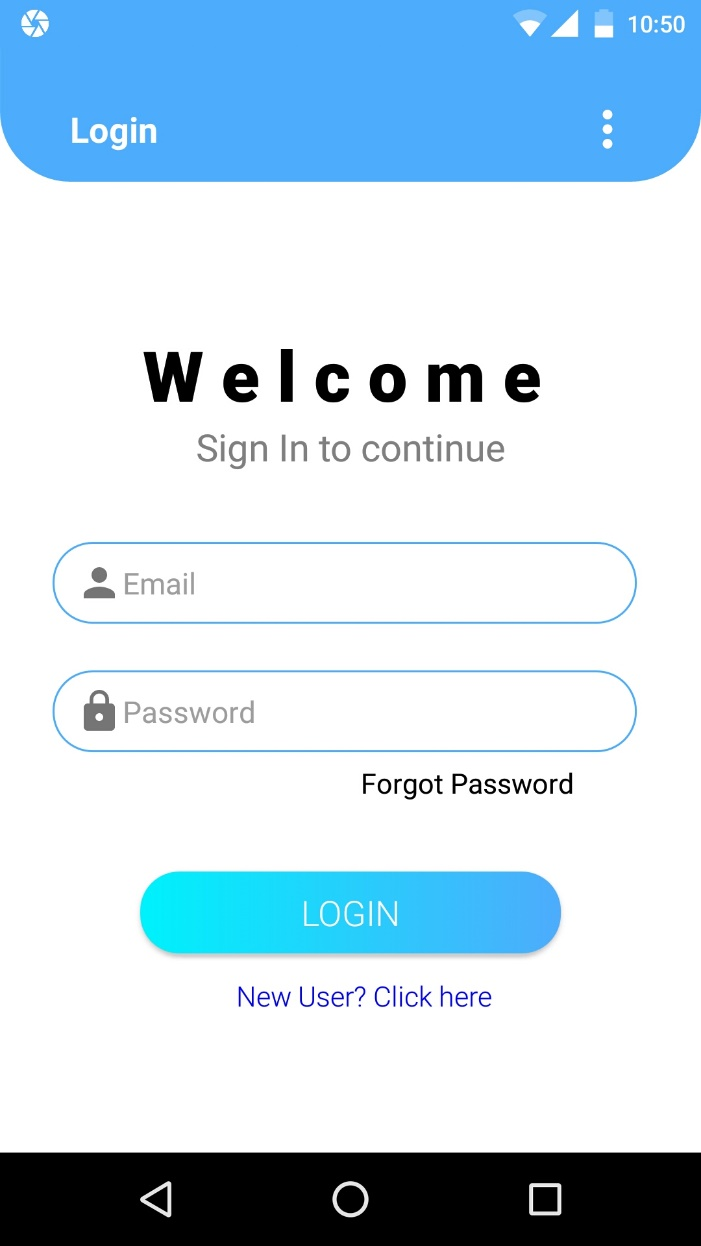 10:50
Login
Welcome
Sign In to continue
Email
Password
Forgot Password
LOGIN
New User? Click here